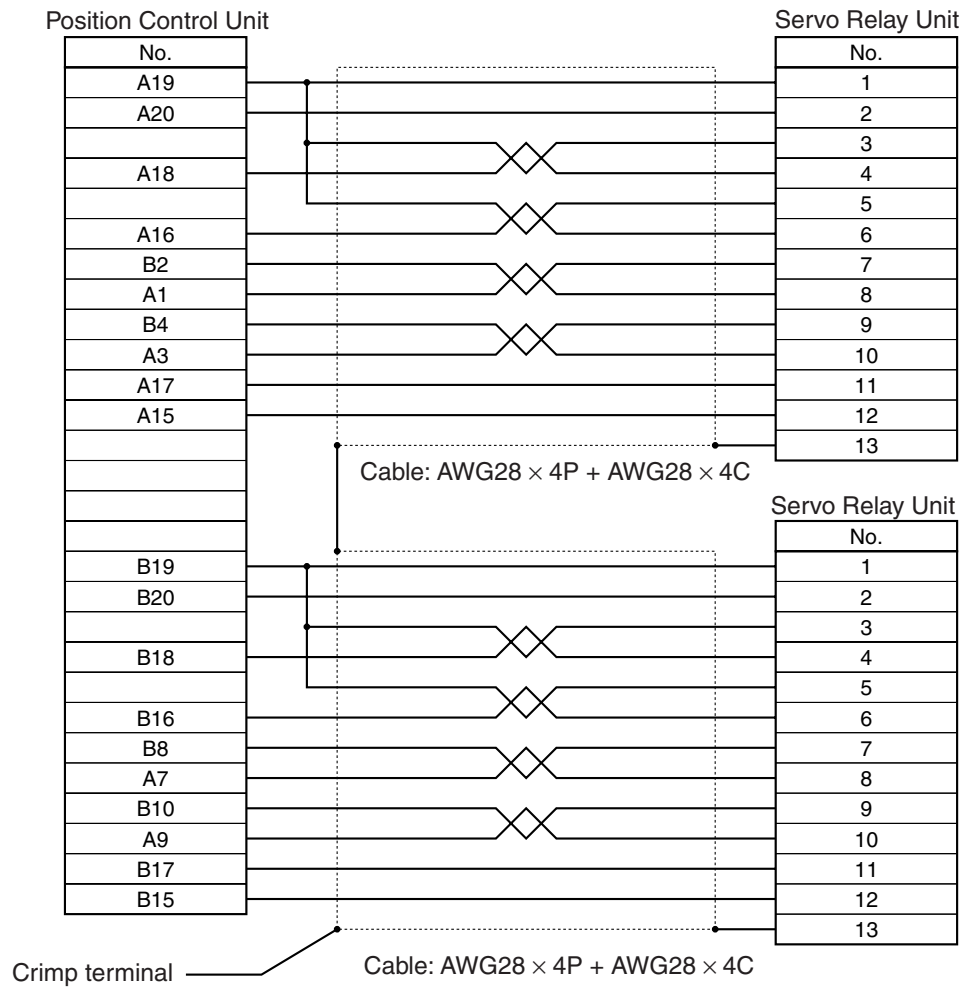 Position Control Unit
No.
A19
A20
A18
A16
B2
A1
B4
A3
A17
A15
B19
B20
B18
B16
B8
A7
B10
A9
B17
B15
Servo Relay Unit
No.
1
2
3
4
5
6
7
8
9
10
11
12
13
Cable: AWG28 × 4P + AWG28 × 4C
Servo Relay Unit
No.
1
2
3
4
5
6
7
8
9
10
11
12
13
Crimp terminal
Cable: AWG28 × 4P + AWG28 × 4C